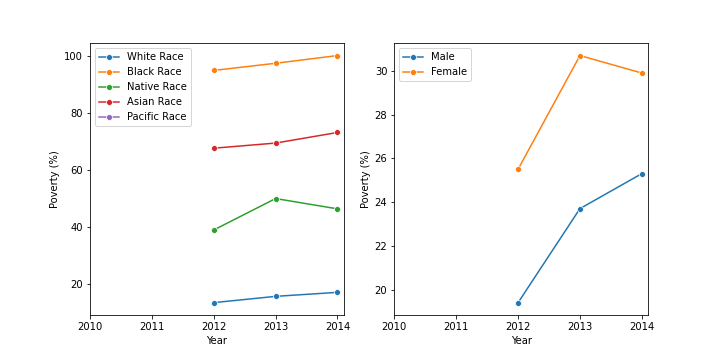 White Race
Black Race
Native Race
Asian Race
Pacific Race
100
80
60
40
20
Poverty (%)
2010 2011 2012 2013 2014
Year
Male
Female
30
28
26
24
22
20
Poverty (%)
2010 2011 2012 2013 2014
Year